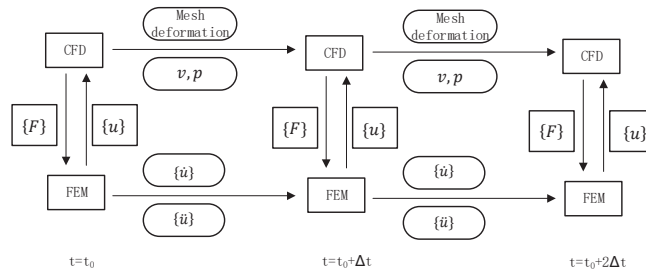 Mesh
deformation
Mesh
deformation
CFD
CFD
CFD
v, p
v, p
{F}
{u}
{F}
{u}
{F}
{u}
{u̇}
{u̇}
FEM
FEM
FEM
{ü}
{ü}
t=t₀
t=t₀+Δt
t=t₀+2Δt